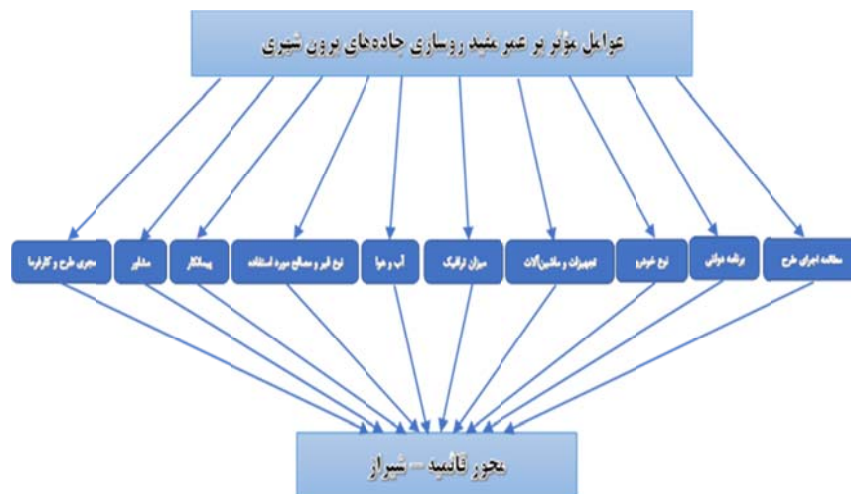 عوامل مؤثر بر عمر مفید روسازی جاده‌های برون شهری
مطالعه اجرای طرح
برنامه دولتی
نوع خودرو
تجهیزات و ماشین‌آلات
میزان ترافیک
آب و هوا
نوع قیر و مصالح مورد استفاده
پیمانکار
مشاور
مجری طرح و کارفرما
محور قائمیه – شیراز